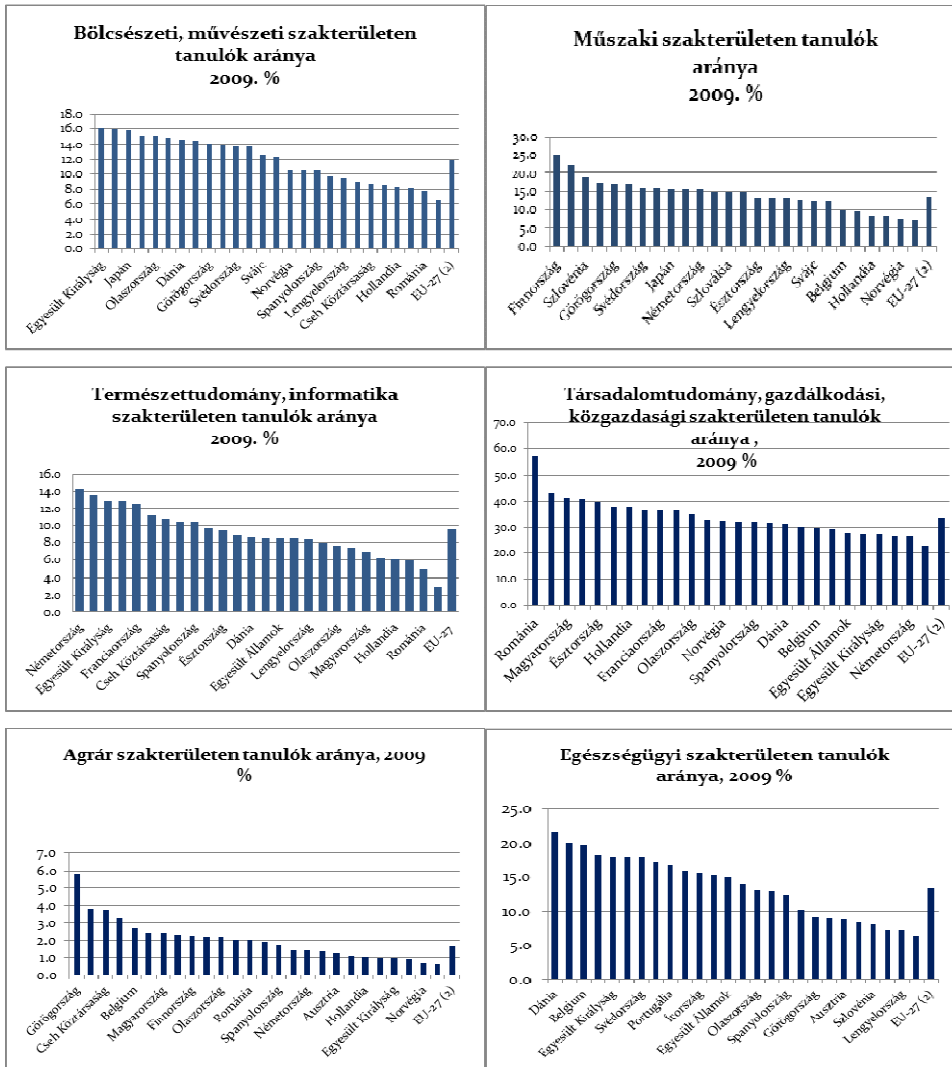 Bölcsészeti, művészeti szakterületen
tanulók aránya
2009. %
18.0
16.0
14.0
12.0
10.0
8.0
6.0
4.0
2.0
0.0
Egyesült Királyság
Japán
Olaszország
Dánia
Görögország
Svédország
Svájc
Norvégia
Spanyolország
Lengyelország
Cseh Köztársaság
Hollandia
Románia
EU-27 (2)
Műszaki szakterületen tanulók
aránya
2009. %
30.0
25.0
20.0
15.0
10.0
5.0
0.0
Finnország
Szlovénia
Görögország
Svédország
Japán
Németország
Szlovákia
Észtország
Lengyelország
Svájc
Belgium
Hollandia
Norvégia
EU-27 (2)
Természettudomány, informatika
szakterületen tanulók aránya
2009. %
16.0
14.0
12.0
10.0
8.0
6.0
4.0
2.0
0.0
Németország
Egyesült Királyság
Franciaország
Cseh Köztársaság
Spanyolország
Észtország
Dánia
Egyesült Államok
Lengyelország
Olaszország
Magyarország
Hollandia
Románia
EU-27
Társadalomtudomány, gazdálkodási,
közgazdasági szakterületen tanulók
aránya ,
2009 %
70.0
60.0
50.0
40.0
30.0
20.0
10.0
0.0
Románia
Magyarország
Észtország
Hollandia
Franciaország
Olaszország
Norvégia
Spanyolország
Dánia
Belgium
Egyesült Államok
Egyesült Királyság
Németország
EU-27 (2)
Agrár szakterületen tanulók aránya, 2009
%
7.0
6.0
5.0
4.0
3.0
2.0
1.0
0.0
Görögország
Cseh Köztársaság
Belgium
Magyarország
Finnország
Olaszország
Románia
Spanyolország
Németország
Ausztria
Hollandia
Egyesült Királyság
Norvégia
EU-27 (2)
Egészségügyi szakterületen tanulók
aránya, 2009 %
25.0
20.0
15.0
10.0
5.0
0.0
Dánia
Belgium
Egyesült Királyság
Svédország
Portugália
Írország
Egyesült Államok
Olaszország
Spanyolország
Görögország
Ausztria
Szlovénia
Lengyelország
EU-27 (2)